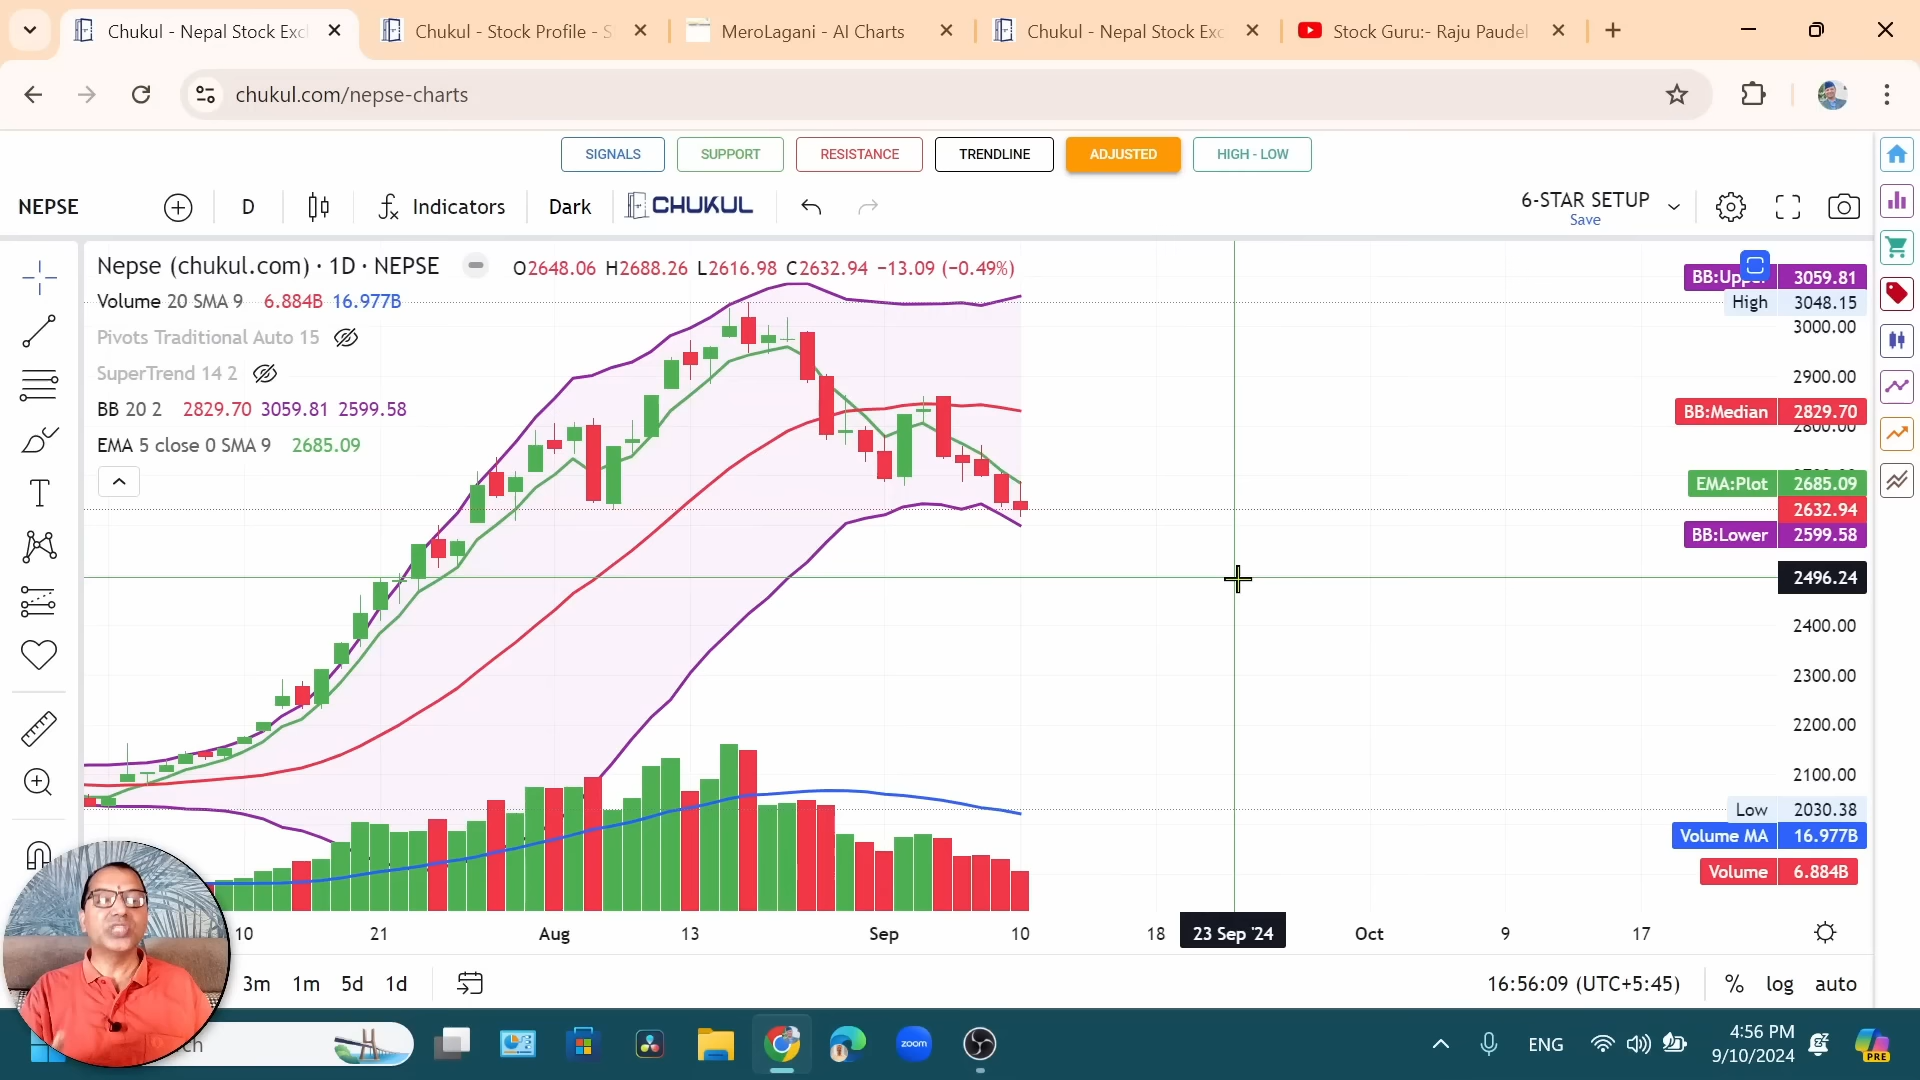 Chukul - Nepal Stock Exc
Chukul - Stock Profile - S
MeroLagani - AI Charts
Chukul - Nepal Stock Exc
Stock Guru:- Raju Paudel
chukul.com/nepse-charts
SIGNALS SUPPORT RESISTANCE TRENDLINE ADJUSTED HIGH - LOW
NEPSE D Indicators Dark CHUKUL 6-STAR SETUP
Save
Nepse (chukul.com) · 1D · NEPSE O2648.06 H2688.26 L2616.98 C2632.94 −13.09 (−0.49%)
Volume 20 SMA 9 6.884B 16.977B
Pivots Traditional Auto 15
SuperTrend 14 2
BB 20 2 2829.70 3059.81 2599.58
EMA 5 close 0 SMA 9 2685.09
3059.81
High 3048.15
3000.00
2900.00
BB:Median 2829.70
EMA:Plot 2685.09
2632.94
BB:Lower 2599.58
2496.24
2400.00
2300.00
2200.00
2100.00
Low 2030.38
Volume MA 16.977B
Volume 6.884B
10 21 Aug 13 Sep 10 18 23 Sep '24 Oct 9 17
3m 1m 5d 1d 16:56:09 (UTC+5:45) % log auto
zoom ENG 4:56 PM
9/10/2024
PRE